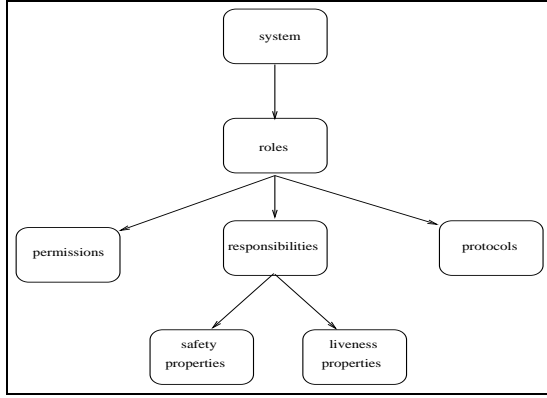 system
roles
permissions
responsibilities
protocols
safety
properties
liveness
properties